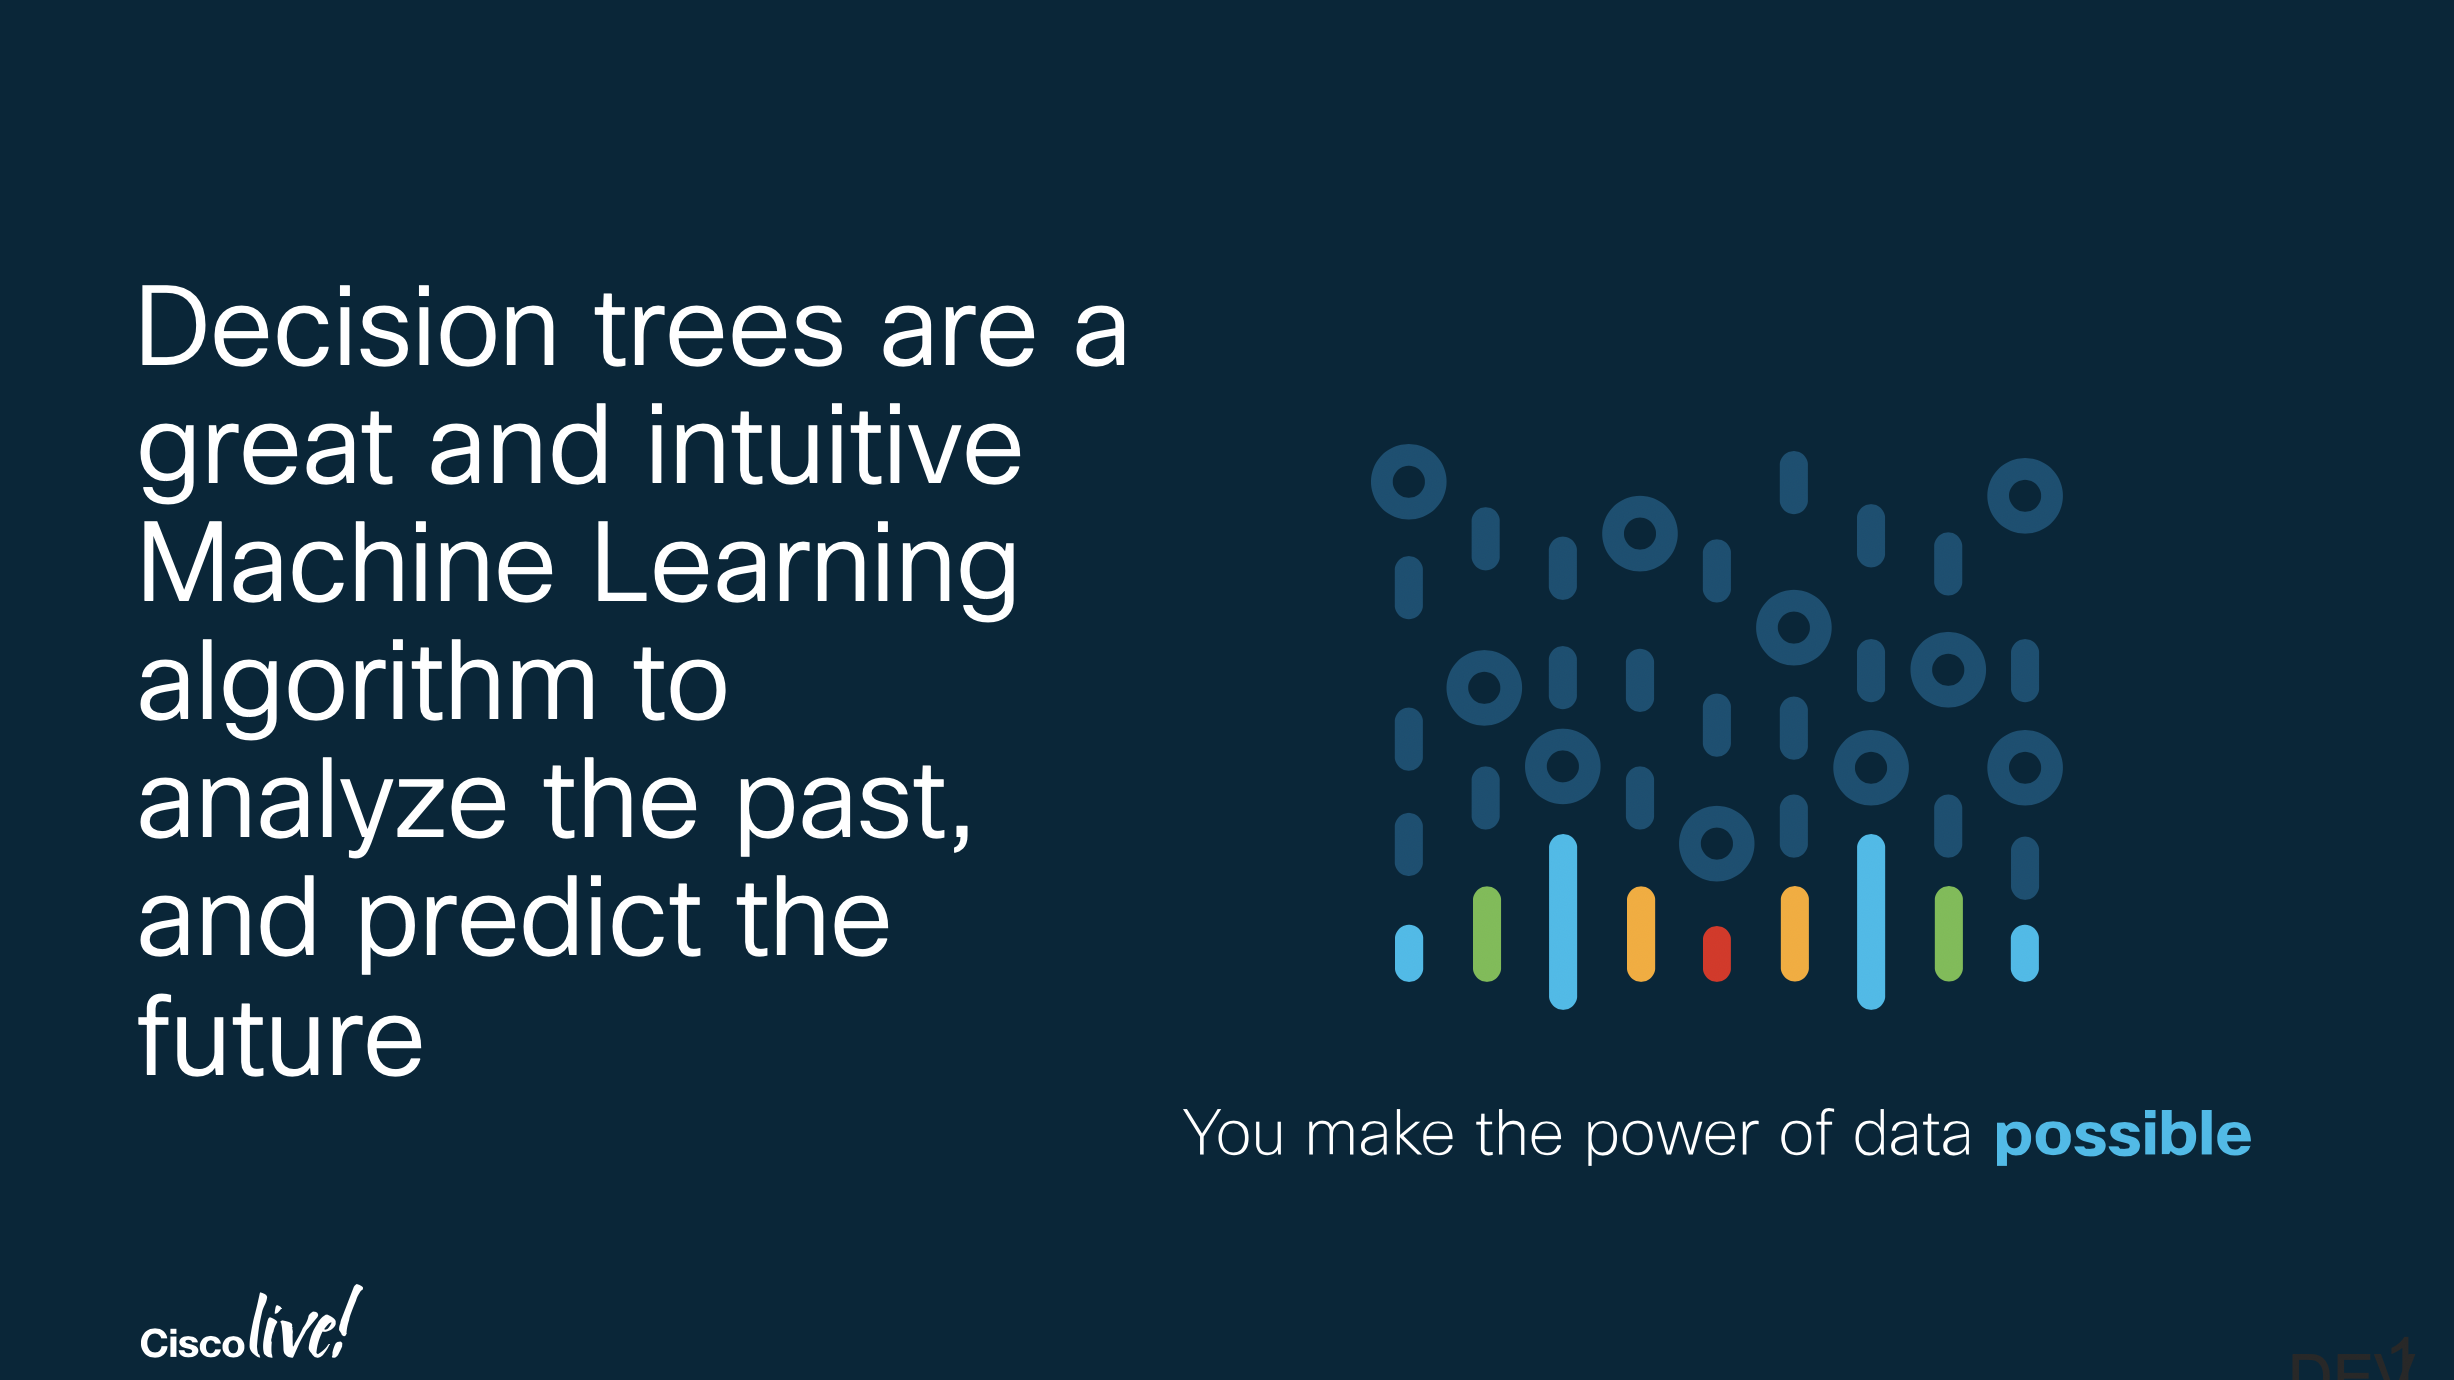 Decision trees are a
great and intuitive
Machine Learning
algorithm to
analyze the past,
and predict the
future
You make the power of data possible
Cisco live!